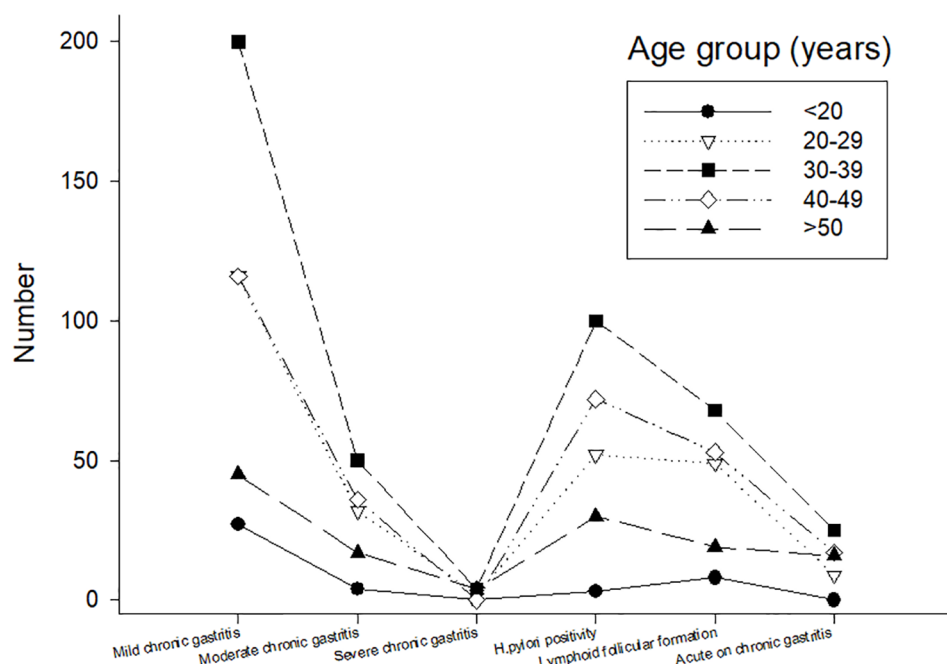 Age group (years)
<20
20-29
30-39
40-49
>50
Number
200
150
100
50
0
Mild chronic gastritis
Moderate chronic gastritis
Severe chronic gastritis
H,pylori positivity
Lymphoid follicular formation
Acute on chronic gastritis